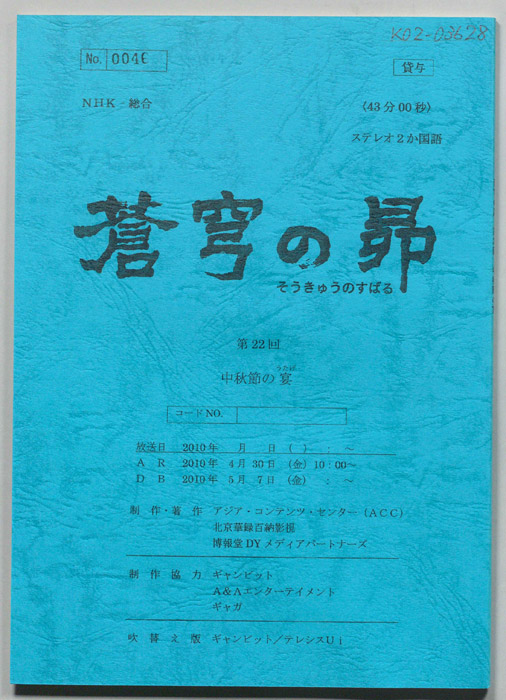 K02-03628
No. 0046
貸与
NHK-総合
(43分00秒)
ステレオ2か国語
蒼穹の昴
そうきゅうのすばる
第22回
うたげ
中秋節の宴
コードNO.
放送日 2010年 月 日 ( ) : ～
AR 2010年 4月30日 (金) 10:00～
DB 2010年 5月 7日 (金) : ～
制作・著作 アジア・コンテンツ・センター(ACC)
北京華録百納影視
博報堂DYメディアパートナーズ
制作協力 ギャンビット
A&Aエンターテイメント
ギャガ
吹替え版 ギャンビット／テレシスUi